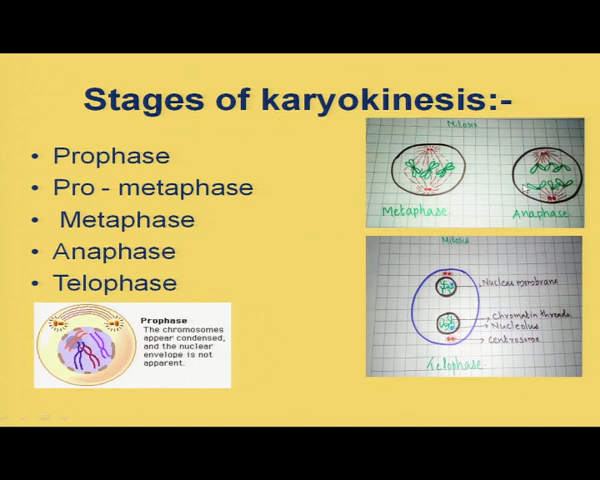 Stages of karyokinesis:-
• Prophase
• Pro - metaphase
• Metaphase
• Anaphase
• Telophase
Prophase
The chromosomes
appear condensed,
and the nuclear
envelope is not
apparent.
Mitosis
Metaphase
Anaphase
Mitosis
Nuclear membrane
Chromatin threads
Nucleolus
Centrosome
Telophase